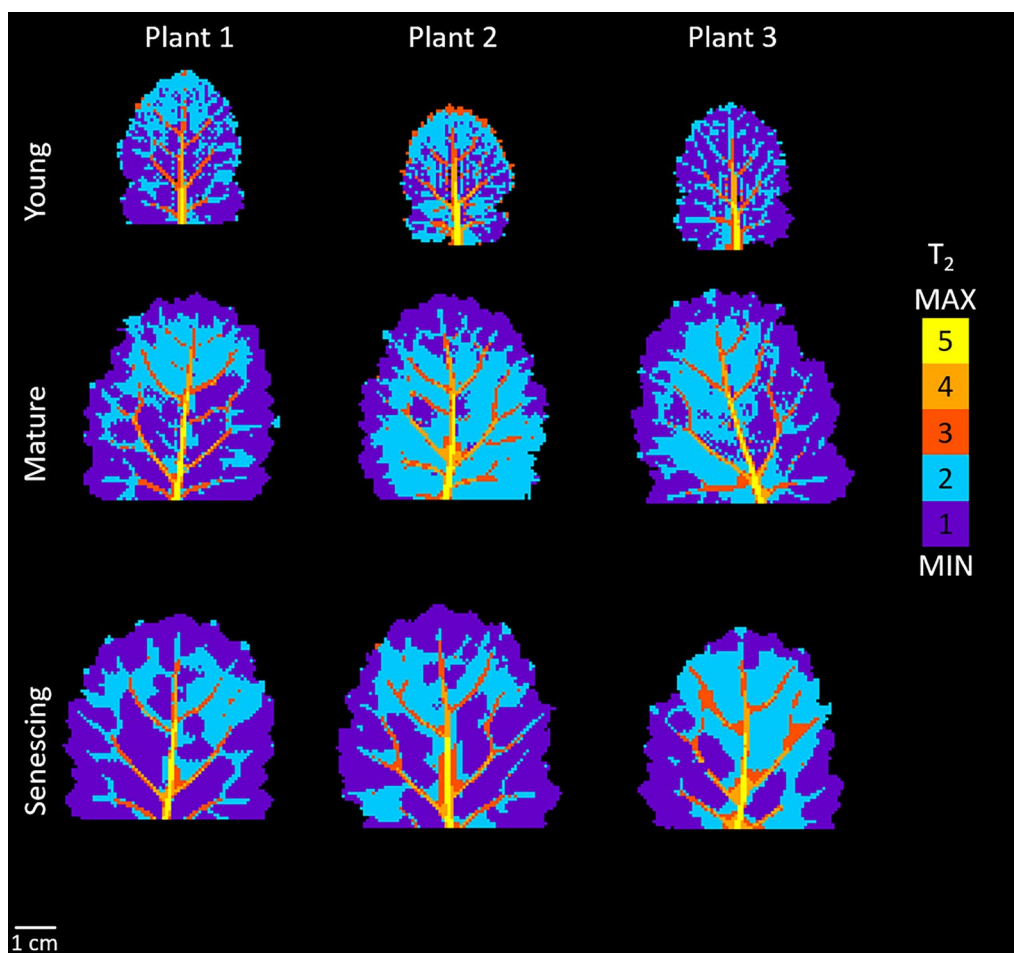 Plant 1
Plant 2
Plant 3
Young
Mature
Senescing
T₂
MAX
5
4
3
2
1
MIN
1 cm